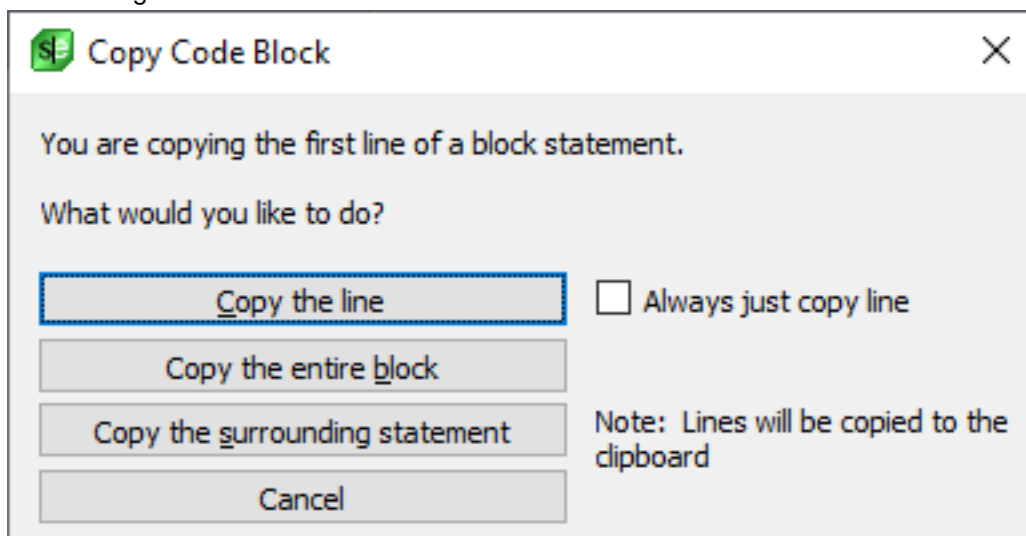 Copy Code Block
You are copying the first line of a block statement.
What would you like to do?
Copy the line
Always just copy line
Copy the entire block
Copy the surrounding statement
Note: Lines will be copied to the
clipboard
Cancel